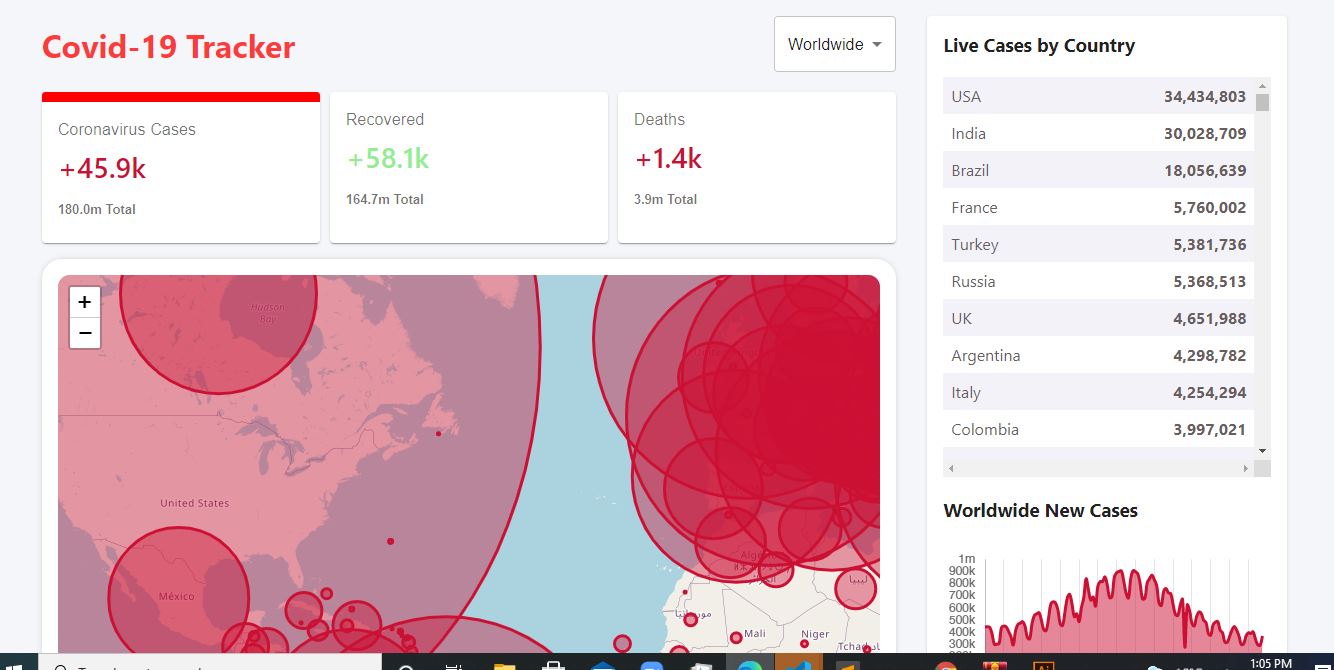 Covid-19 Tracker
Worldwide
Coronavirus Cases
+45.9k
180.0m Total
Recovered
+58.1k
164.7m Total
Deaths
+1.4k
3.9m Total
+
−
Hudson
Bay
United States
México
Mali
Niger
ليبيا
Live Cases by Country
USA 34,434,803
India 30,028,709
Brazil 18,056,639
France 5,760,002
Turkey 5,381,736
Russia 5,368,513
UK 4,651,988
Argentina 4,298,782
Italy 4,254,294
Colombia 3,997,021
Worldwide New Cases
1m
900k
800k
700k
600k
500k
400k
300k
1:05 PM